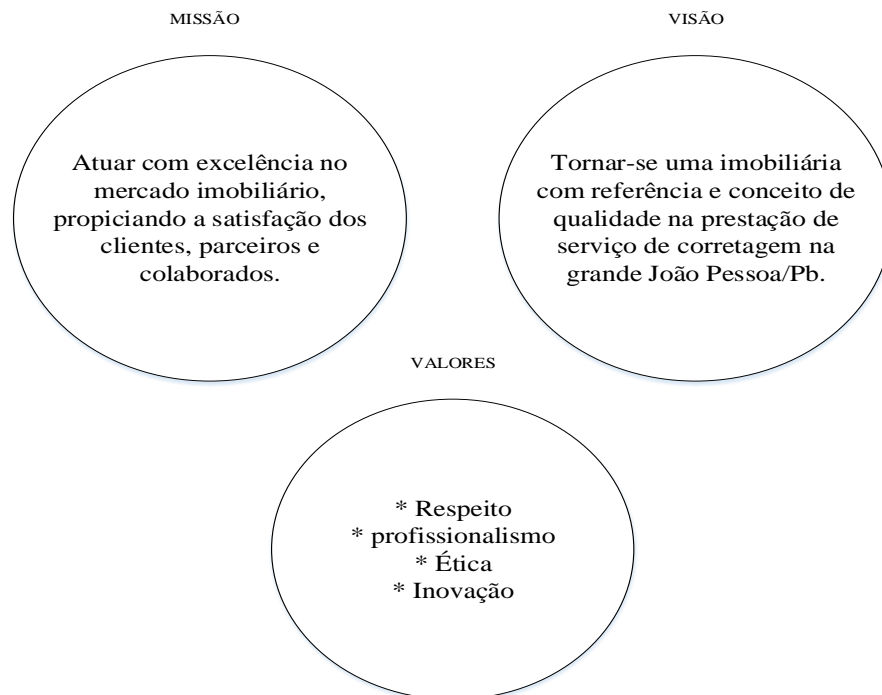 MISSÃO
Atuar com excelência no
mercado imobiliário,
propiciando a satisfação dos
clientes, parceiros e
colaborados.
VISÃO
Tornar-se uma imobiliária
com referência e conceito de
qualidade na prestação de
serviço de corretagem na
grande João Pessoa/Pb.
VALORES
* Respeito
* profissionalismo
* Ética
* Inovação